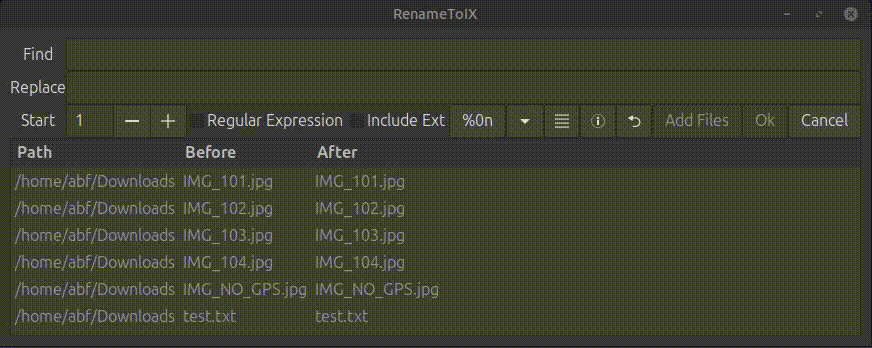 RenameToIX
Find
Replace
Start 1 Regular Expression Include Ext %0n Add Files Ok Cancel
Path Before After
/home/abf/Downloads IMG_101.jpg IMG_101.jpg
/home/abf/Downloads IMG_102.jpg IMG_102.jpg
/home/abf/Downloads IMG_103.jpg IMG_103.jpg
/home/abf/Downloads IMG_104.jpg IMG_104.jpg
/home/abf/Downloads IMG_NO_GPS.jpg IMG_NO_GPS.jpg
/home/abf/Downloads test.txt test.txt